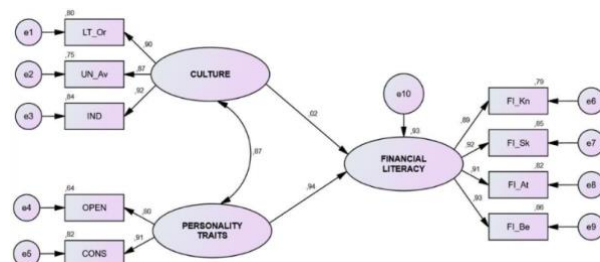 ,80
e1
LT_Or
,90
,75
e2
UN_Av
,87
CULTURE
,84
e3
IND
,92
,02
e10
,93
,87
FINANCIAL
LITERACY
,94
,79
FI_Kn
e6
,89
,85
FI_Sk
e7
,92
,82
FI_At
e8
,91
,86
FI_Be
e9
,93
,64
e4
OPEN
,80
PERSONALITY
TRAITS
,82
e5
CONS
,91